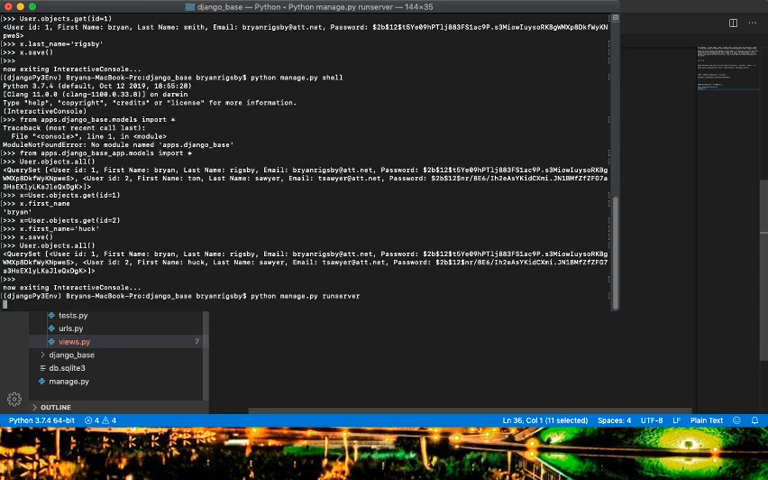 django_base — Python • Python manage.py runserver — 144×35
>>> User.objects.get(id=1)
<User id: 1, First Name: bryan, Last Name: smith, Email: bryanrigsby@att.net, Password: $2b$12$t5Ye09hPTlj883FS1ac9P.s3MiowIuysoRKBgWMXp8DkfWyKN
pweS>
>>> x.last_name='rigsby'
>>> x.save()
>>>
now exiting InteractiveConsole...
((djangoPy3Env) Bryans-MacBook-Pro:django_base bryanrigsby$ python manage.py shell
Python 3.7.4 (default, Oct 12 2019, 18:55:28)
[Clang 11.0.0 (clang-1100.0.33.8)] on darwin
Type "help", "copyright", "credits" or "license" for more information.
(InteractiveConsole)
>>> from apps.django_base.models import *
Traceback (most recent call last):
File "<console>", line 1, in <module>
ModuleNotFoundError: No module named 'apps.django_base'
>>> from apps.django_base_app.models import *
>>> User.objects.all()
<QuerySet [<User id: 1, First Name: bryan, Last Name: rigsby, Email: bryanrigsby@att.net, Password: $2b$12$t5Ye09hPTlj883FS1ac9P.s3MiowIuysoRKBG
WMXp8DkfWyKNpweS>, <User id: 2, First Name: tom, Last Name: sawyer, Email: tsawyer@att.net, Password: $2b$12$nr/8E6/Ih2eAsYKidCXni.JN1BMfZfZFG7a
3HsEXlyLKaJleQxDgK>]>
>>> x=User.objects.get(id=1)
>>> x.first_name
'bryan'
>>> x=User.objects.get(id=2)
>>> x.first_name='huck'
>>> x.save()
>>> User.objects.all()
<QuerySet [<User id: 1, First Name: bryan, Last Name: rigsby, Email: bryanrigsby@att.net, Password: $2b$12$t5Ye09hPTlj883FS1ac9P.s3MiowIuysoRKBG
WMXp8DkfWyKNpweS>, <User id: 2, First Name: huck, Last Name: sawyer, Email: tsawyer@att.net, Password: $2b$12$nr/8E6/Ih2eAsYKidCXni.JN1BMfZfZFG7
a3HsEXlyLKaJleQxDgK>]>
>>>
now exiting InteractiveConsole...
((djangoPy3Env) Bryans-MacBook-Pro:django_base bryanrigsby$ python manage.py runserver
tests.py
urls.py
views.py 7
django_base
db.sqlite3
manage.py
OUTLINE
Python 3.7.4 64-bit 4 4 Ln 36, Col 1 (11 selected) Spaces: 4 UTF-8 LF Plain Text